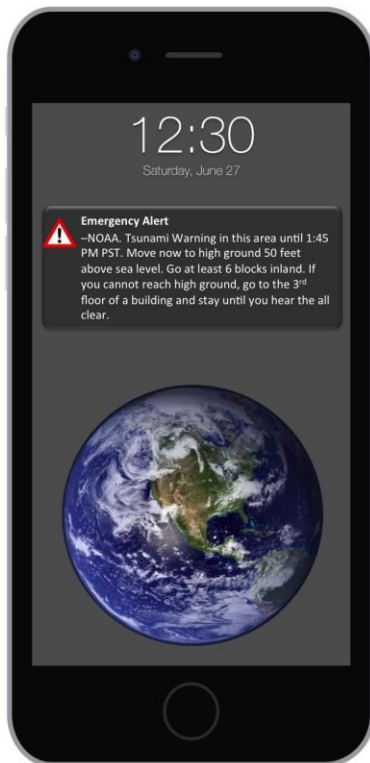 12:30
Saturday, June 27
Emergency Alert
–NOAA. Tsunami Warning in this area until 1:45
PM PST. Move now to high ground 50 feet
above sea level. Go at least 6 blocks inland. If
you cannot reach high ground, go to the 3rd
floor of a building and stay until you hear the all
clear.